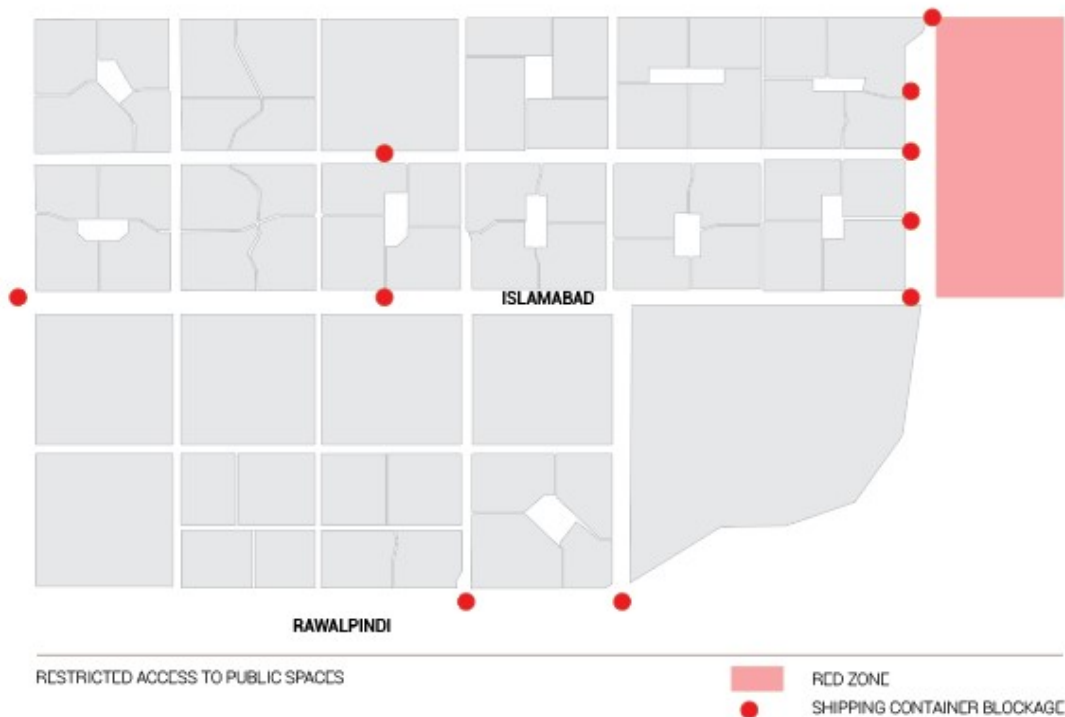 ISLAMABAD
RAWALPINDI
RESTRICTED ACCESS TO PUBLIC SPACES
RED ZONE
SHIPPING CONTAINER BLOCKAGE